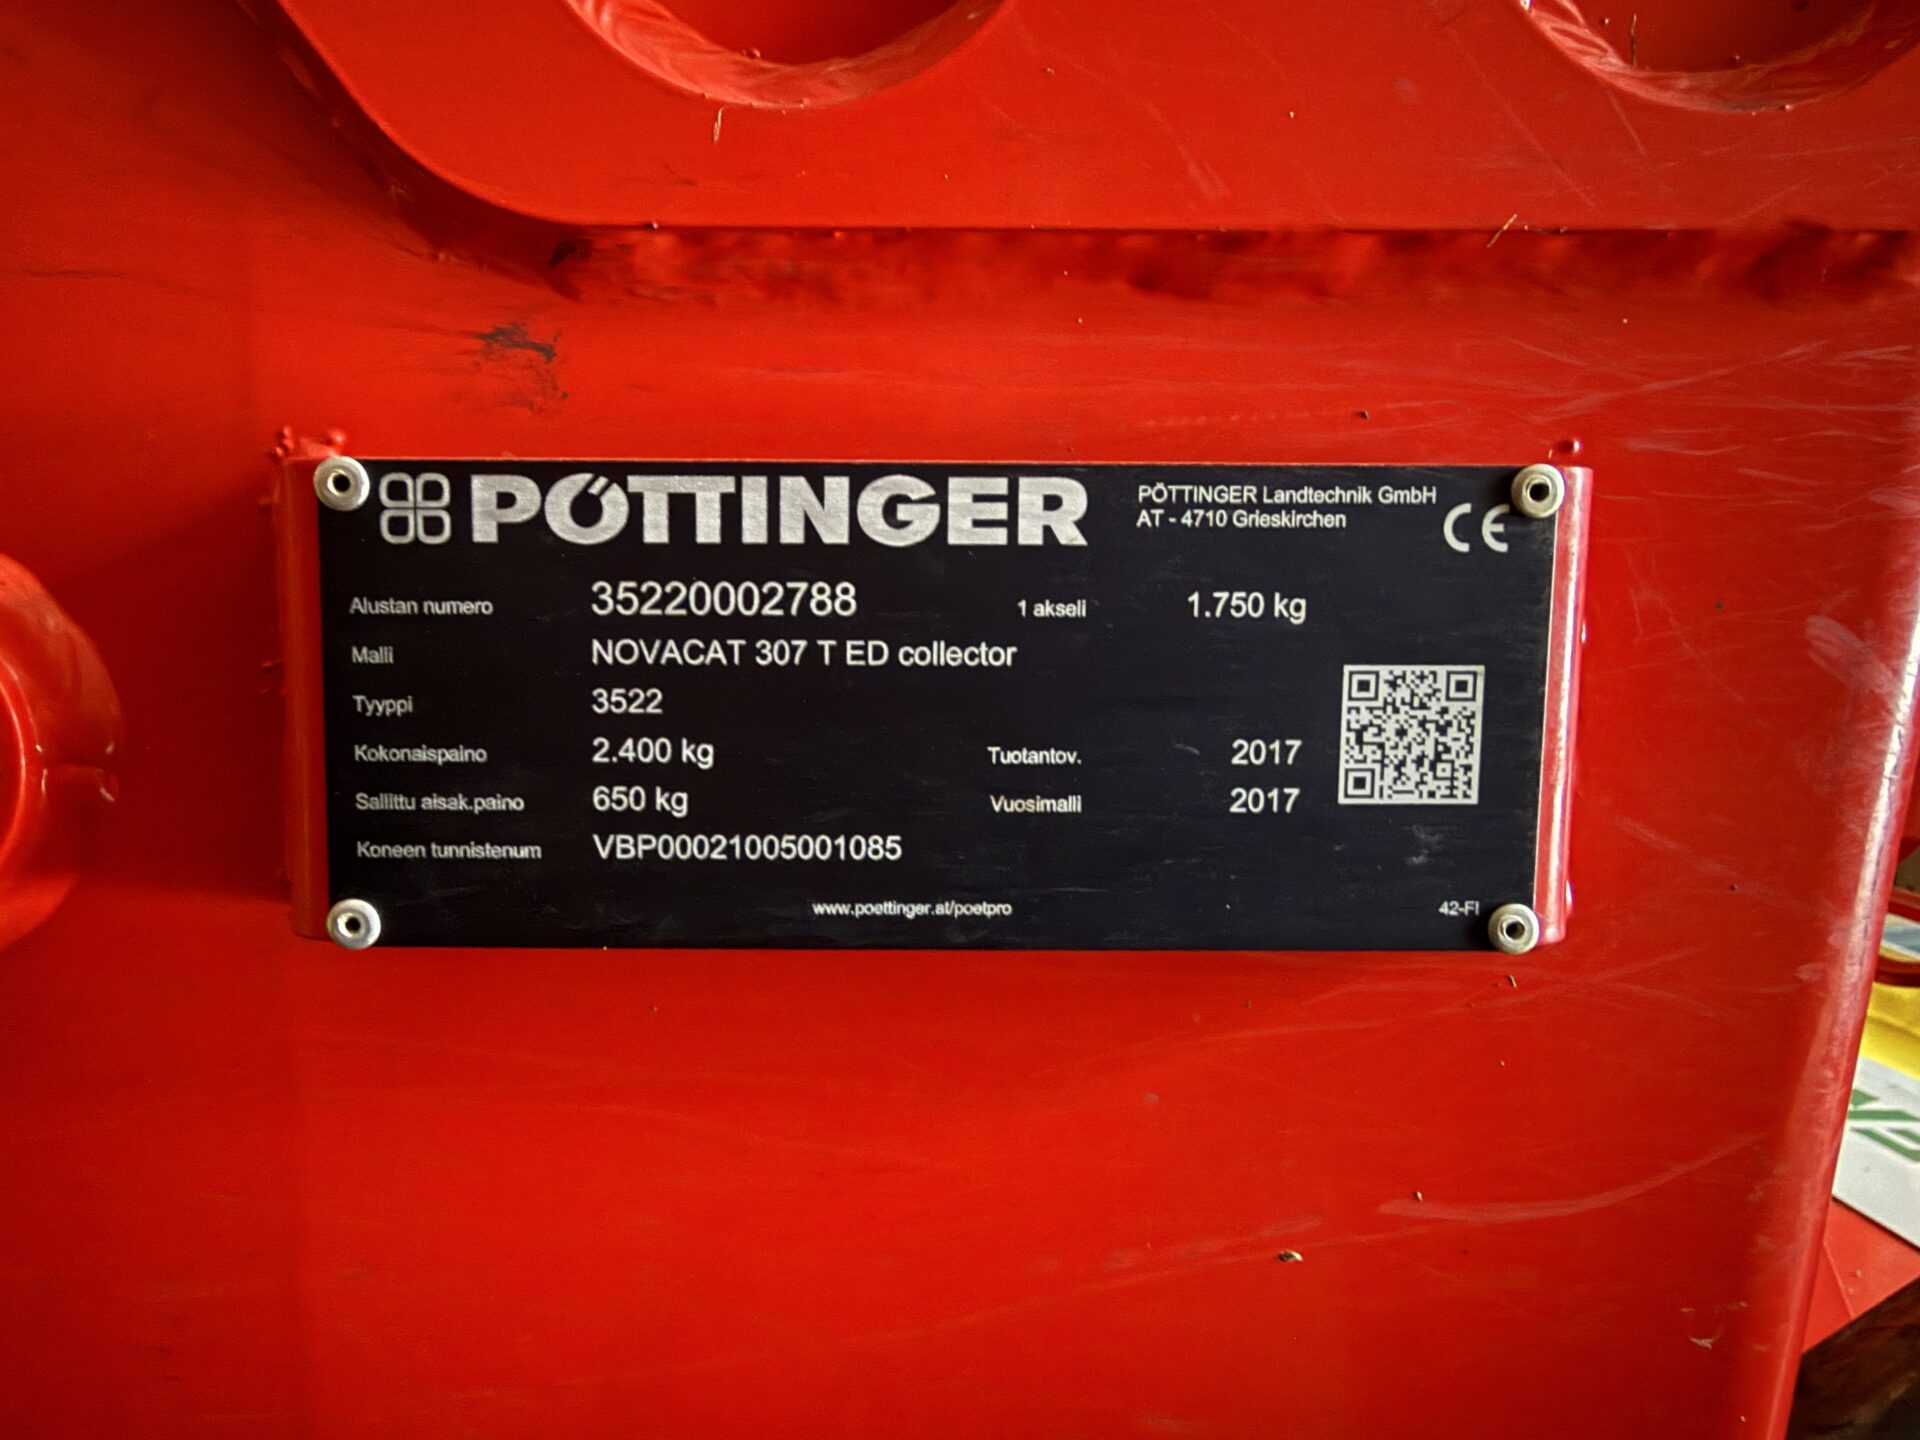 PÖTTINGER
PÖTTINGER Landtechnik GmbH
AT - 4710 Grieskirchen
CE
Alustan numero 35220002788 1 akseli 1.750 kg
Malli NOVACAT 307 T ED collector
Tyyppi 3522
Kokonaispaino 2.400 kg Tuotantov. 2017
Sallittu aisak.paino 650 kg Vuosimalli 2017
Koneen tunnistenum VBP00021005001085
www.poettinger.at/poetpro
42-FI